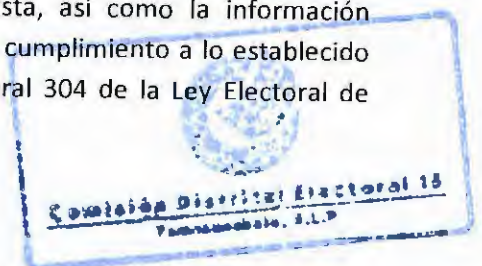 sta, así como la información
cumplimiento a lo establecido
ral 304 de la Ley Electoral de
Comisión Distrital Electoral 15
S.L.P